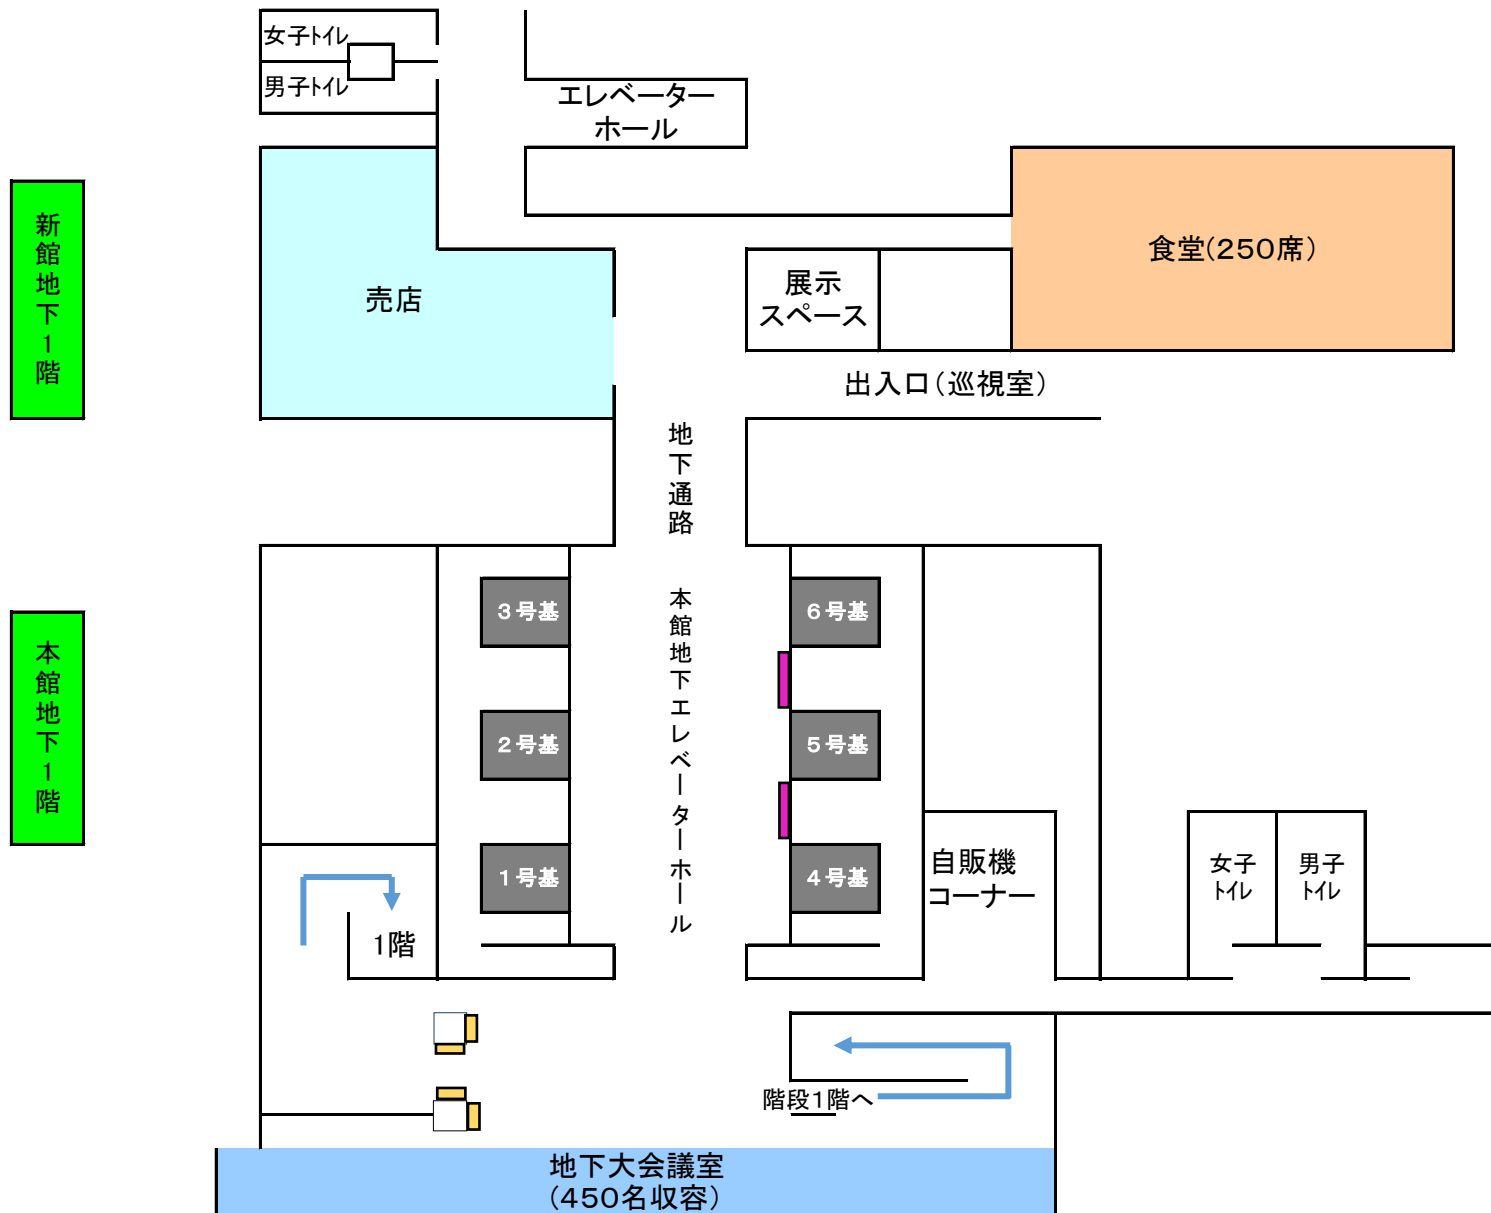 女子トイレ
男子トイレ
エレベーター
ホール
新館地下1階
売店
展示
スペース
食堂(250席)
出入口(巡視室)
地下通路
本館地下1階
本館地下エレベーターホール
3号基
6号基
2号基
5号基
1号基
4号基
自販機
コーナー
女子
トイレ
男子
トイレ
1階
階段1階へ
地下大会議室
(450名収容)